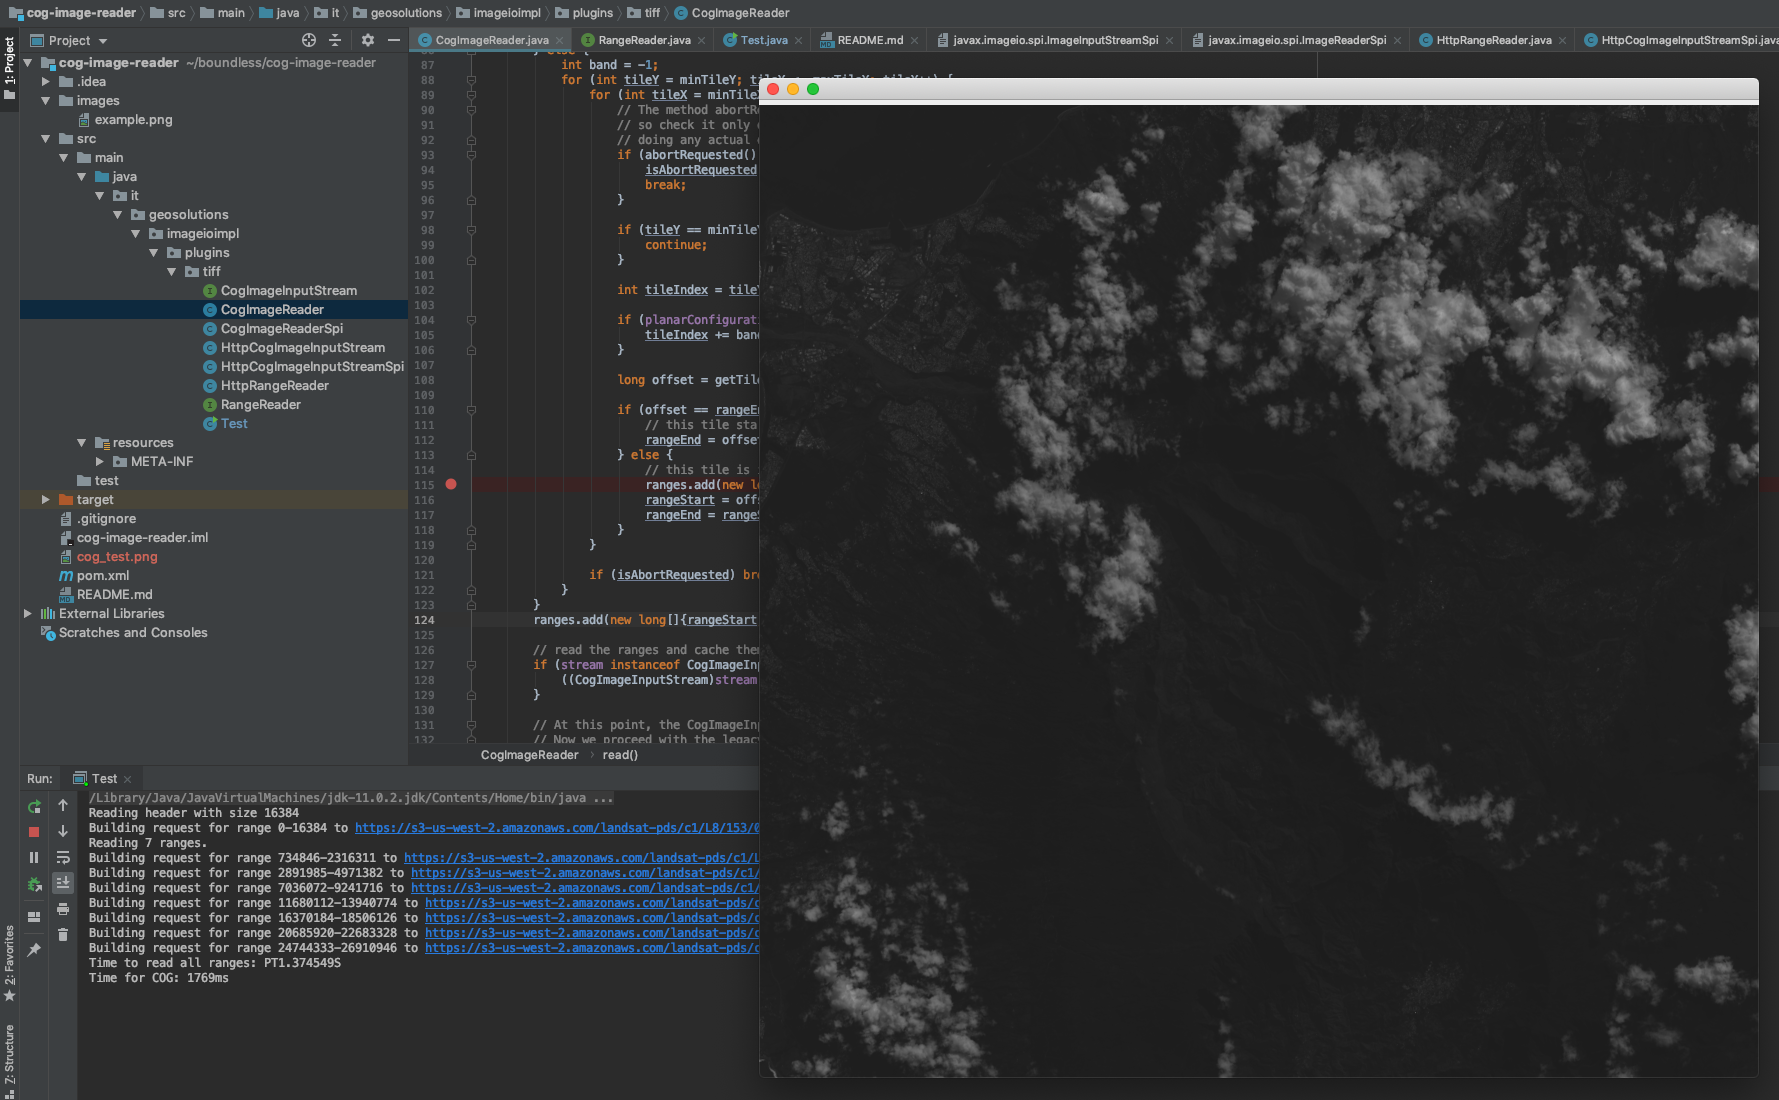 cog-image-reader src main java it geosolutions imageioimpl plugins tiff CogImageReader
1: Project
Project
CogImageReader.java RangeReader.java Test.java README.md javax.imageio.spi.ImageInputStreamSpi javax.imageio.spi.ImageReaderSpi HttpRangeReader.java HttpCogImageInputStreamSpi.java
cog-image-reader ~/boundless/cog-image-reader
.idea
images
example.png
src
main
java
it
geosolutions
imageioimpl
plugins
tiff
CogImageInputStream
CogImageReader
CogImageReaderSpi
HttpCogImageInputStream
HttpCogImageInputStreamSpi
HttpRangeReader
RangeReader
Test
resources
META-INF
test
target
.gitignore
cog-image-reader.iml
cog_test.png
pom.xml
README.md
External Libraries
Scratches and Consoles
87 int band = -1;
88 for (int tileY = minTileY;
89 for (int tileX = minTile
90 // The method abortR
91 // so check it only
92 // doing any actual
93 if (abortRequested()
94 isAbortRequested
95 break;
96 }
97
98 if (tileY == minTileY
99 continue;
100 }
101
102 int tileIndex = tileY
103
104 if (planarConfigurati
105 tileIndex += band
106 }
107
108 long offset = getTil
109
110 if (offset == rangeEn
111 // this tile sta
112 rangeEnd = offse
113 } else {
114 // this tile is
115 ranges.add(new lo
116 rangeStart = offs
117 rangeEnd = range
118 }
119 }
120
121 if (isAbortRequested) bre
122 }
123 }
124 ranges.add(new long[]{rangeStart
125
126 // read the ranges and cache the
127 if (stream instanceof CogImageInp
128 ((CogImageInputStream)stream
129 }
130
131 // At this point, the CogImageInp
132 // Now we proceed with the legacy
CogImageReader read()
Run: Test
/Library/Java/JavaVirtualMachines/jdk-11.0.2.jdk/Contents/Home/bin/java ...
Reading header with size 16384
Building request for range 0-16384 to https://s3-us-west-2.amazonaws.com/landsat-pds/c1/L8/153/0
Reading 7 ranges.
Building request for range 734846-2316311 to https://s3-us-west-2.amazonaws.com/landsat-pds/c1/L
Building request for range 2891985-4971382 to https://s3-us-west-2.amazonaws.com/landsat-pds/c1/
Building request for range 7036072-9241716 to https://s3-us-west-2.amazonaws.com/landsat-pds/c1/
Building request for range 11680112-13940774 to https://s3-us-west-2.amazonaws.com/landsat-pds/c
Building request for range 16370184-18506126 to https://s3-us-west-2.amazonaws.com/landsat-pds/c
Building request for range 20685920-22683328 to https://s3-us-west-2.amazonaws.com/landsat-pds/c
Building request for range 24744333-26910946 to https://s3-us-west-2.amazonaws.com/landsat-pds/c
Time to read all ranges: PT1.374549S
Time for COG: 1769ms
2: Favorites
Z: Structure